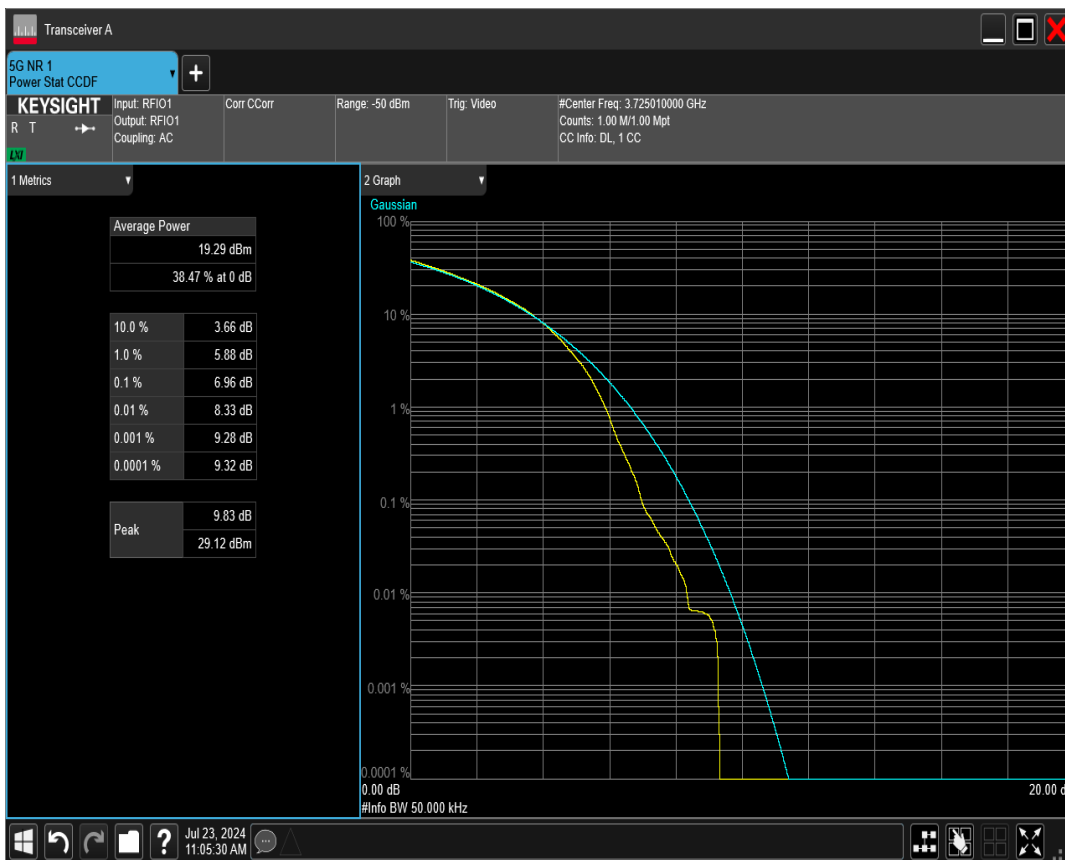 Transceiver A
5G NR 1
Power Stat CCDF
KEYSIGHT
R T
LXI
Input: RFIO1
Output: RFIO1
Coupling: AC
Corr CCorr
Range: -50 dBm
Trig: Video
#Center Freq: 3.725010000 GHz
Counts: 1.00 M/1.00 Mpt
CC Info: DL, 1 CC
1 Metrics
Average Power
19.29 dBm
38.47 % at 0 dB
10.0 % 3.66 dB
1.0 % 5.88 dB
0.1 % 6.96 dB
0.01 % 8.33 dB
0.001 % 9.28 dB
0.0001 % 9.32 dB
Peak
9.83 dB
29.12 dBm
2 Graph
Gaussian
100 %
10 %
1 %
0.1 %
0.01 %
0.001 %
0.0001 %
0.00 dB
20.00 d
#Info BW 50.000 kHz
Jul 23, 2024
11:05:30 AM